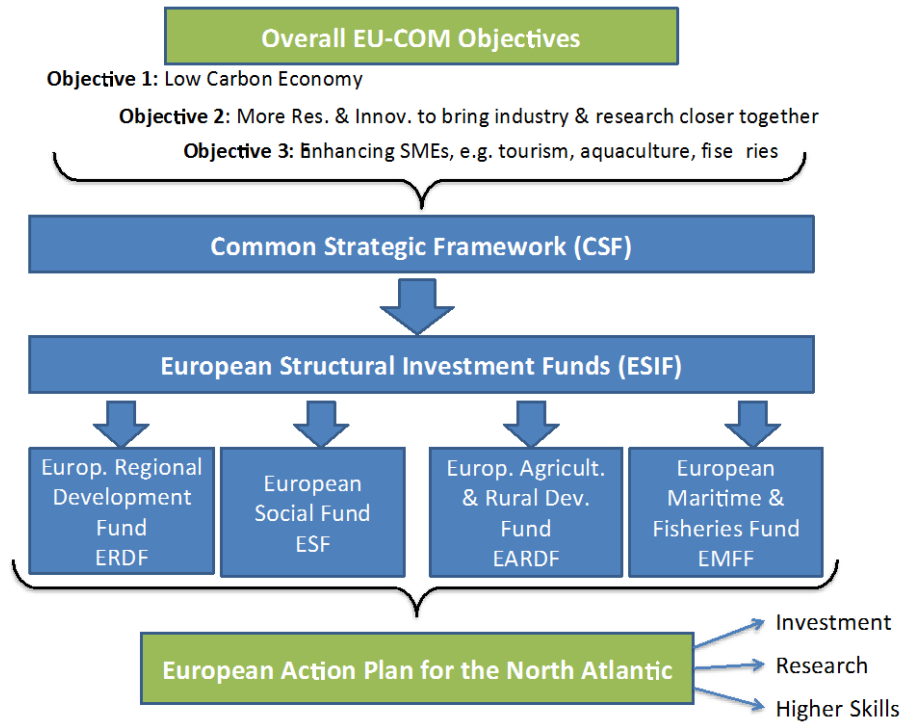 Overall EU-COM Objectives
Objective 1: Low Carbon Economy
Objective 2: More Res. & Innov. to bring industry & research closer together
Objective 3: Enhancing SMEs, e.g. tourism, aquaculture, fise ries
Common Strategic Framework (CSF)
European Structural Investment Funds (ESIF)
Europ. Regional
Development
Fund
ERDF
European
Social Fund
ESF
Europ. Agricult.
& Rural Dev.
Fund
EARDF
European
Maritime &
Fisheries Fund
EMFF
European Action Plan for the North Atlantic
Investment
Research
Higher Skills